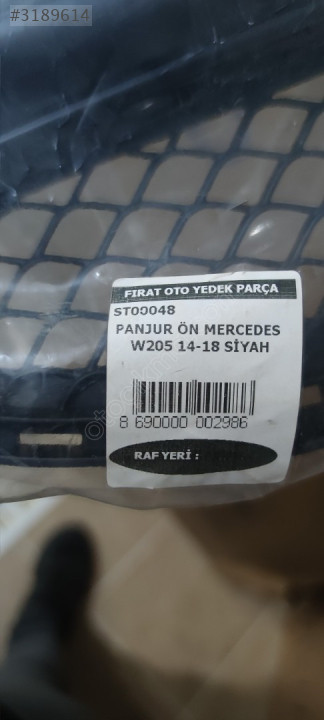 #3189614
FIRAT OTO YEDEK PARÇA
ST00048
PANJUR ÖN MERCEDES
W205 14-18 SİYAH
8 690000 002986
RAF YERİ :